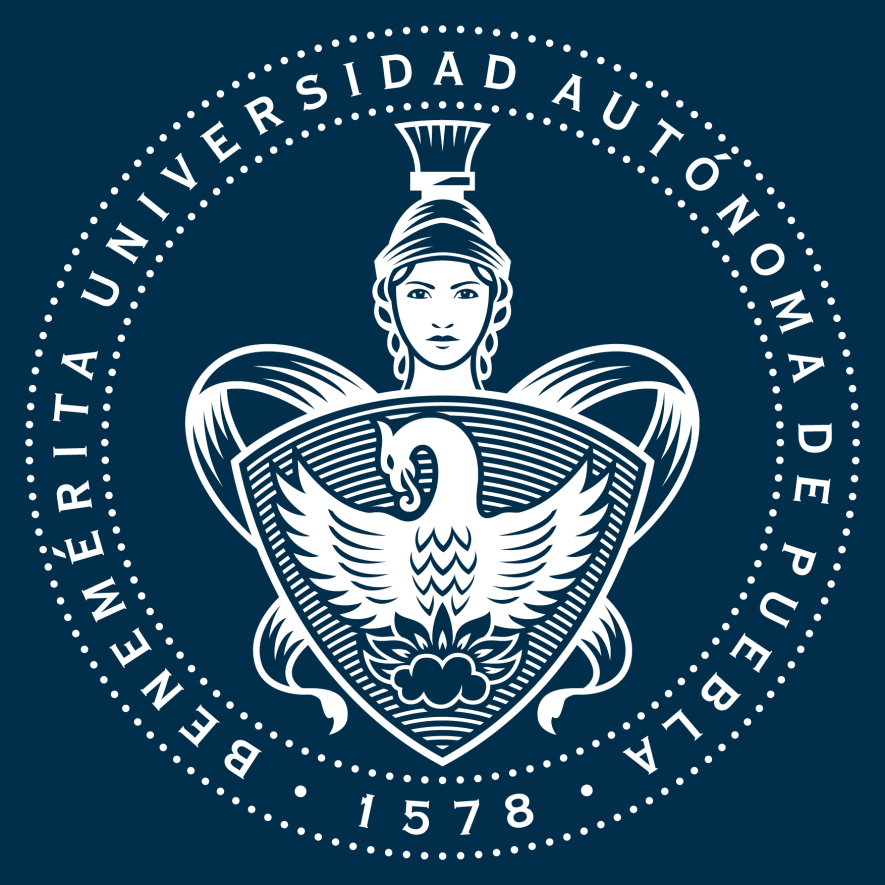 BENEMÉRITA UNIVERSIDAD AUTÓNOMA DE PUEBLA
• 1578 •